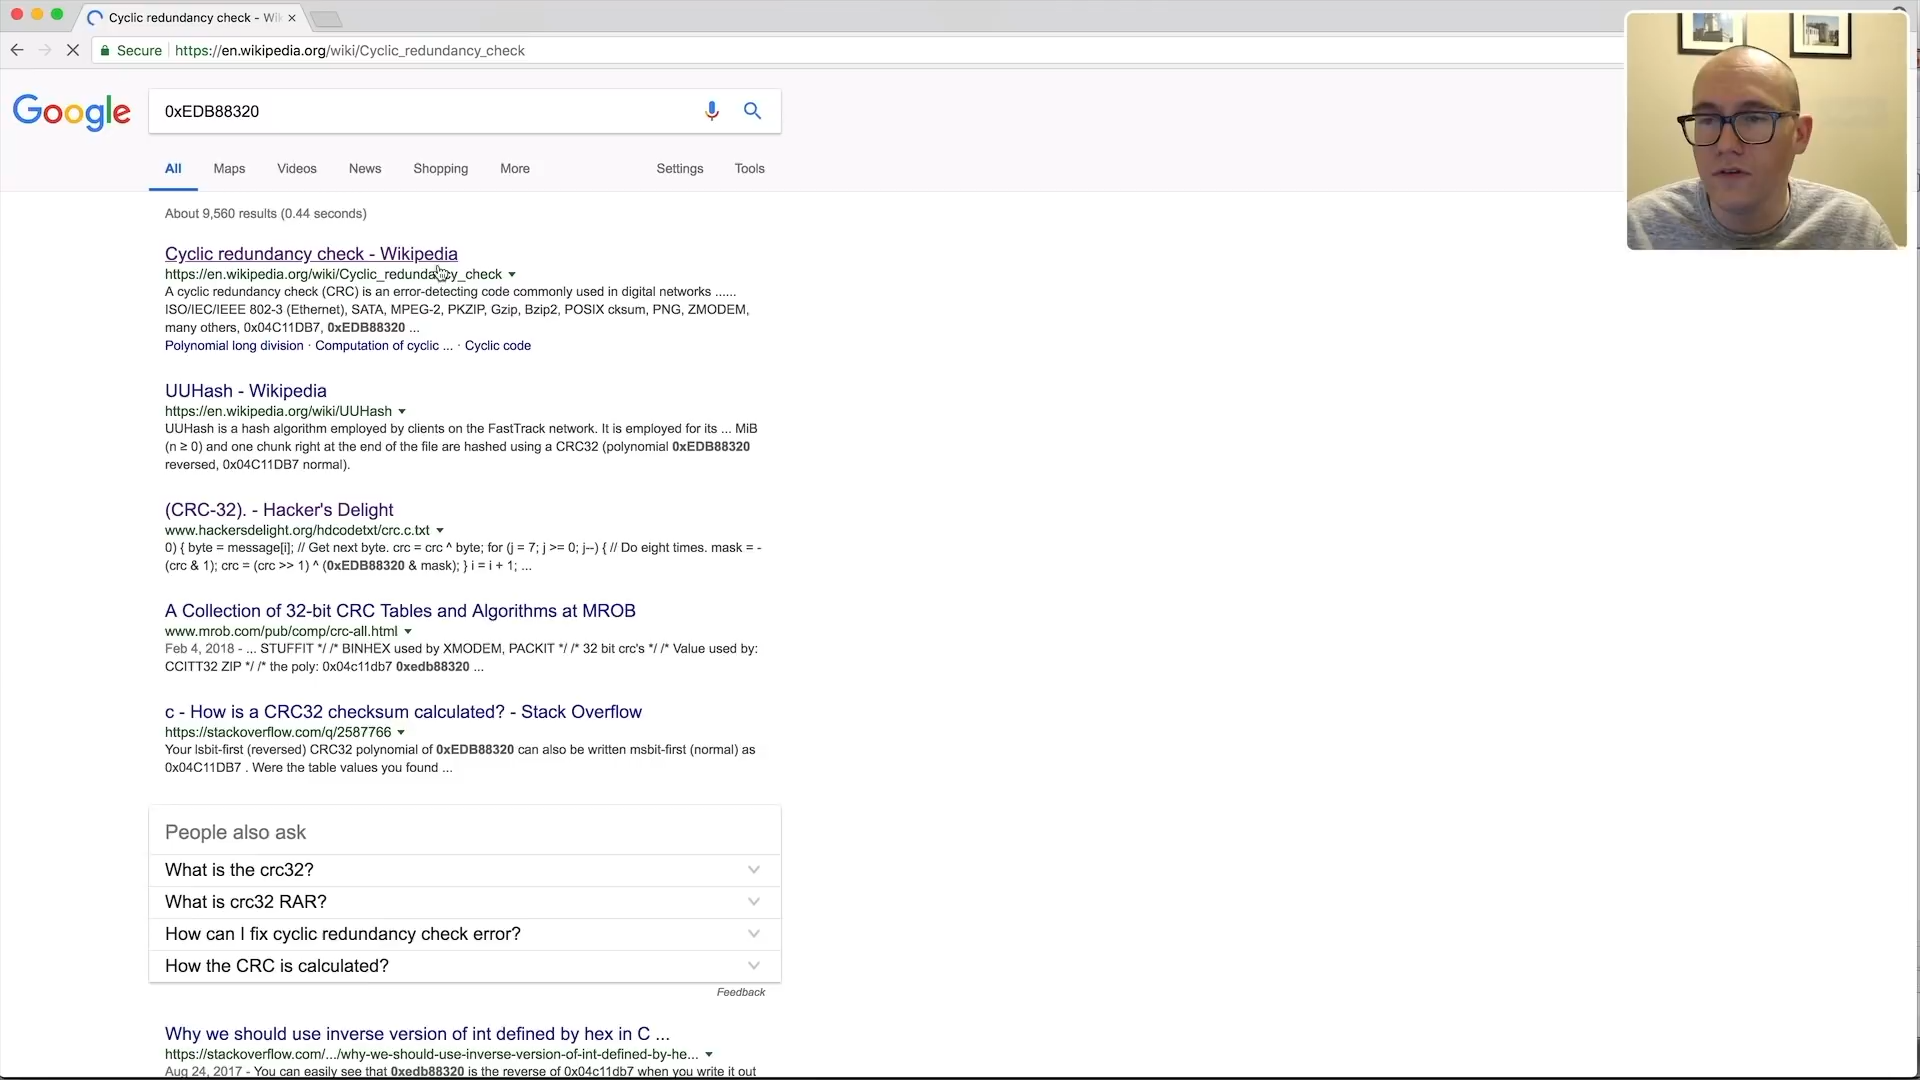 Cyclic redundancy check - Wi
Secure https://en.wikipedia.org/wiki/Cyclic_redundancy_check
Google
0xEDB88320
All Maps Videos News Shopping More Settings Tools
About 9,560 results (0.44 seconds)
Cyclic redundancy check - Wikipedia
https://en.wikipedia.org/wiki/Cyclic_redundancy_check
A cyclic redundancy check (CRC) is an error-detecting code commonly used in digital networks ......
ISO/IEC/IEEE 802-3 (Ethernet), SATA, MPEG-2, PKZIP, Gzip, Bzip2, POSIX cksum, PNG, ZMODEM,
many others, 0x04C11DB7, 0xEDB88320 ...
Polynomial long division · Computation of cyclic ... · Cyclic code
UUHash - Wikipedia
https://en.wikipedia.org/wiki/UUHash
UUHash is a hash algorithm employed by clients on the FastTrack network. It is employed for its ... MiB
(n ≥ 0) and one chunk right at the end of the file are hashed using a CRC32 (polynomial 0xEDB88320
reversed, 0x04C11DB7 normal).
(CRC-32). - Hacker's Delight
www.hackersdelight.org/hdcodetxt/crc.c.txt
0) { byte = message[i]; // Get next byte. crc = crc ^ byte; for (j = 7; j >= 0; j--) { // Do eight times. mask = -
(crc & 1); crc = (crc >> 1) ^ (0xEDB88320 & mask); } i = i + 1; ...
A Collection of 32-bit CRC Tables and Algorithms at MROB
www.mrob.com/pub/comp/crc-all.html
Feb 4, 2018 - ... STUFFIT */ /* BINHEX used by XMODEM, PACKIT */ /* 32 bit crc's */ /* Value used by:
CCITT32 ZIP */ /* the poly: 0x04c11db7 0xedb88320 ...
c - How is a CRC32 checksum calculated? - Stack Overflow
https://stackoverflow.com/q/2587766
Your lsbit-first (reversed) CRC32 polynomial of 0xEDB88320 can also be written msbit-first (normal) as
0x04C11DB7 . Were the table values you found ...
People also ask
What is the crc32?
What is crc32 RAR?
How can I fix cyclic redundancy check error?
How the CRC is calculated?
Feedback
Why we should use inverse version of int defined by hex in C ...
https://stackoverflow.com/.../why-we-should-use-inverse-version-of-int-defined-by-he...
Aug 24, 2017 - You can easily see that 0xedb88320 is the reverse of 0x04c11db7 when you write it out